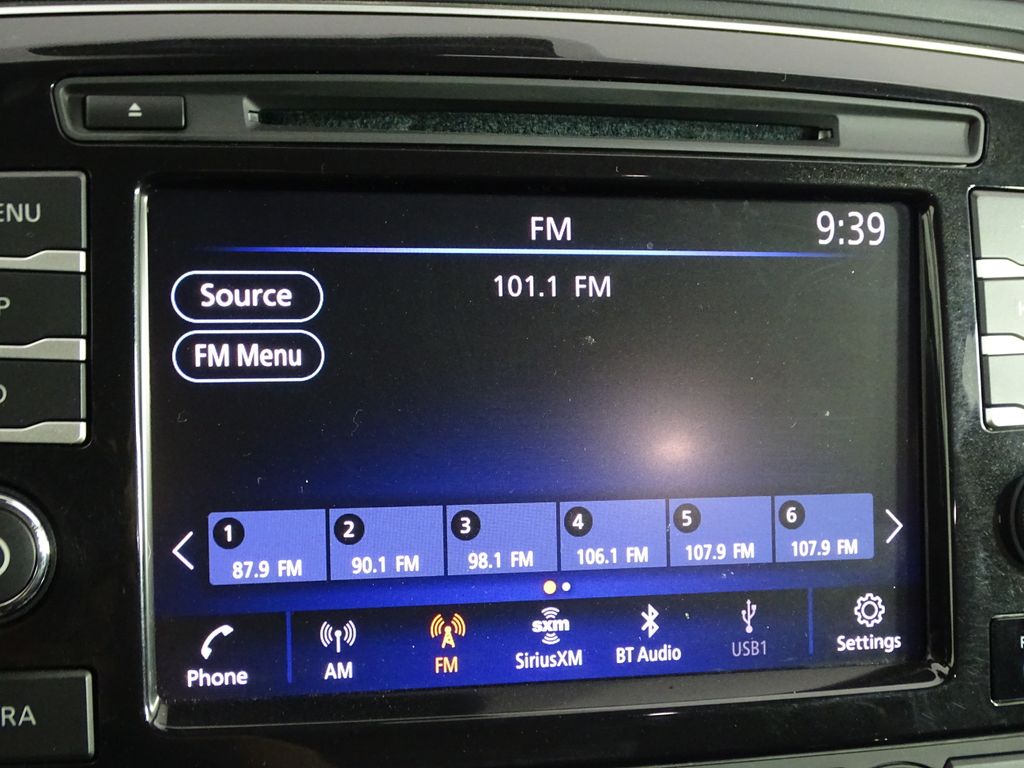 FM
9:39
101.1 FM
Source
FM Menu
1
87.9 FM
2
90.1 FM
3
98.1 FM
4
106.1 FM
5
107.9 FM
6
107.9 FM
Phone
AM
FM
sxm
SiriusXM
BT Audio
USB1
Settings
ENU
P
RA